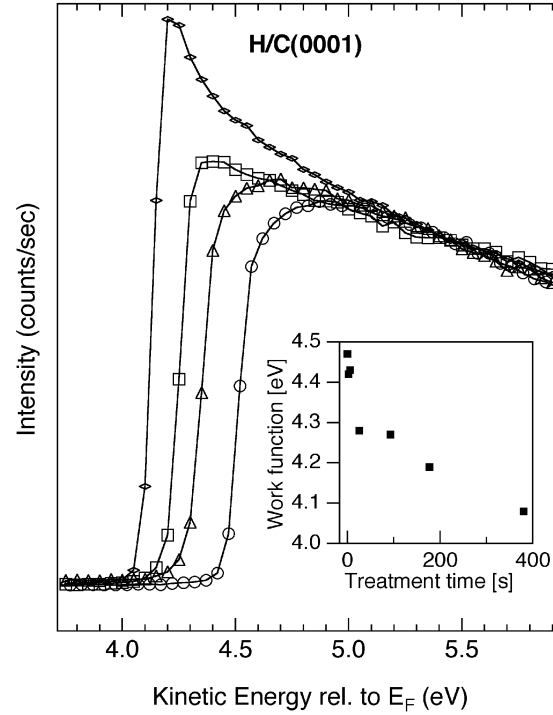 H/C(0001)
Intensity (counts/sec)
4.5
4.4
4.3
4.2
4.1
4.0
Work function [eV]
0
200
400
Treatment time [s]
4.0
4.5
5.0
5.5
Kinetic Energy rel. to E_F (eV)